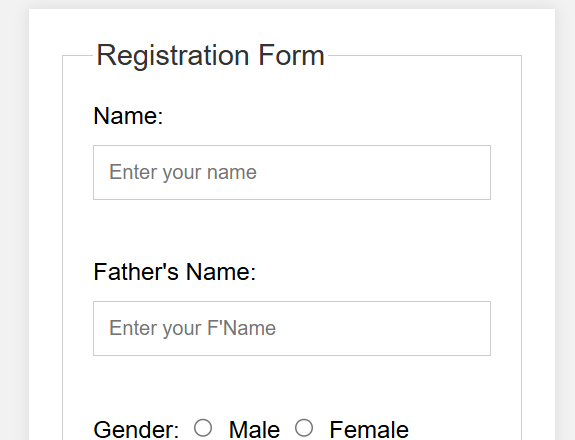 Registration Form
Name:
Enter your name
Father's Name:
Enter your F'Name
Gender: Male Female